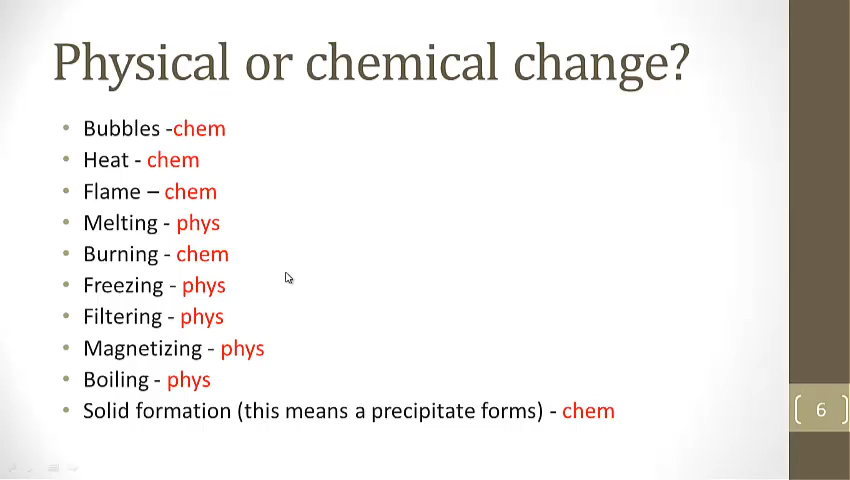 Physical or chemical change?
• Bubbles -chem
• Heat - chem
• Flame – chem
• Melting - phys
• Burning - chem
• Freezing - phys
• Filtering - phys
• Magnetizing - phys
• Boiling - phys
• Solid formation (this means a precipitate forms) - chem
6